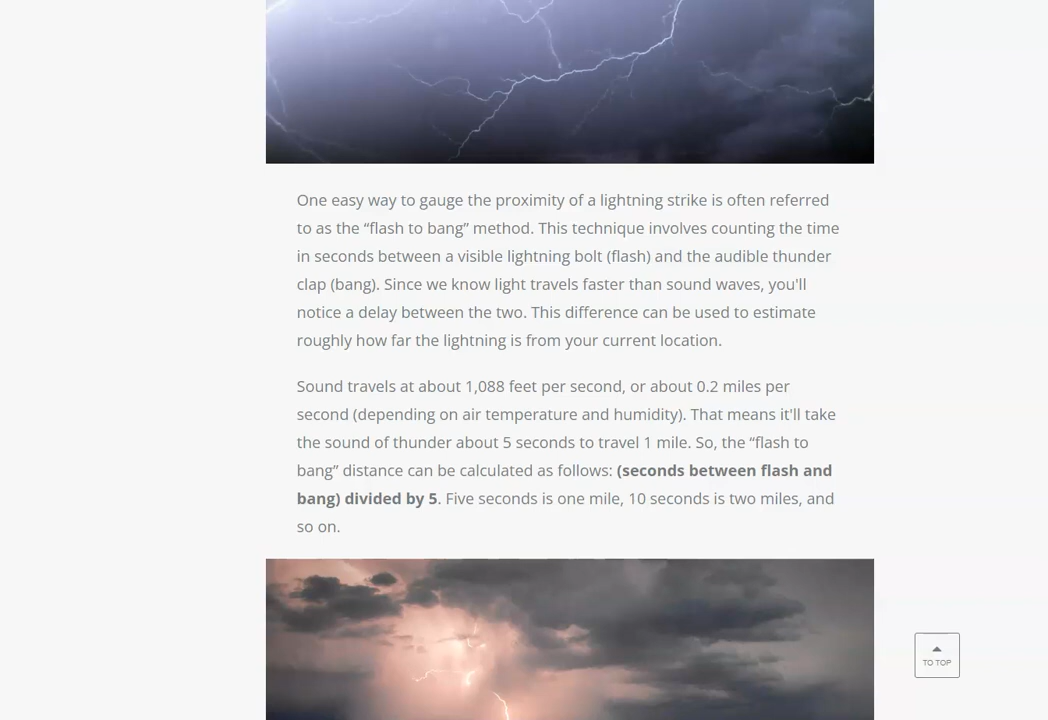 One easy way to gauge the proximity of a lightning strike is often referred
to as the “flash to bang” method. This technique involves counting the time
in seconds between a visible lightning bolt (flash) and the audible thunder
clap (bang). Since we know light travels faster than sound waves, you'll
notice a delay between the two. This difference can be used to estimate
roughly how far the lightning is from your current location.
Sound travels at about 1,088 feet per second, or about 0.2 miles per
second (depending on air temperature and humidity). That means it'll take
the sound of thunder about 5 seconds to travel 1 mile. So, the “flash to
bang” distance can be calculated as follows: (seconds between flash and
bang) divided by 5. Five seconds is one mile, 10 seconds is two miles, and
so on.
TO TOP